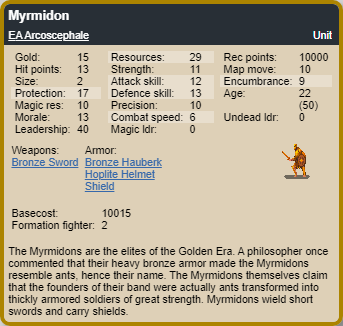 Myrmidon
EA Arcoscephale Unit
Gold: 15 Resources: 29 Rec points: 10000
Hit points: 13 Strength: 11 Map move: 10
Size: 2 Attack skill: 12 Encumbrance: 9
Protection: 17 Defence skill: 13 Age: 22
Magic res: 10 Precision: 10 (50)
Morale: 13 Combat speed: 6 Undead ldr: 0
Leadership: 40 Magic ldr: 0
Weapons: Armor:
Bronze Sword Bronze Hauberk
Hoplite Helmet
Shield
Basecost: 10015
Formation fighter: 2
The Myrmidons are the elites of the Golden Era. A philosopher once
commented that their heavy bronze armor made the Myrmidons
resemble ants, hence their name. The Myrmidons themselves claim
that the founders of their band were actually ants transformed into
thickly armored soldiers of great strength. Myrmidons wield short
swords and carry shields.